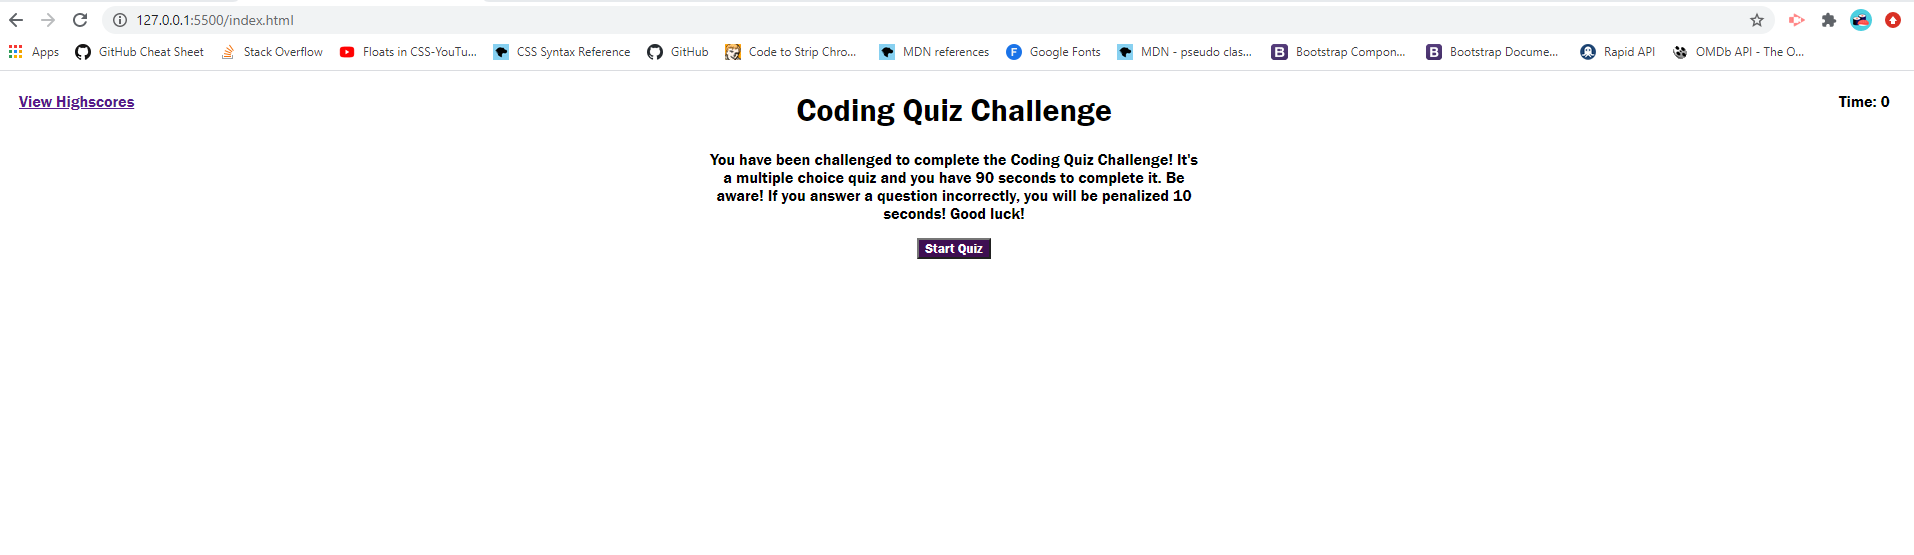 127.0.0.1:5500/index.html
Apps GitHub Cheat Sheet Stack Overflow Floats in CSS-YouTu... CSS Syntax Reference GitHub Code to Strip Chro... MDN references F Google Fonts MDN - pseudo clas... B Bootstrap Compon... B Bootstrap Docume... Rapid API OMDb API - The O...
View Highscores Coding Quiz Challenge Time: 0
You have been challenged to complete the Coding Quiz Challenge! It's
a multiple choice quiz and you have 90 seconds to complete it. Be
aware! If you answer a question incorrectly, you will be penalized 10
seconds! Good luck!
Start Quiz